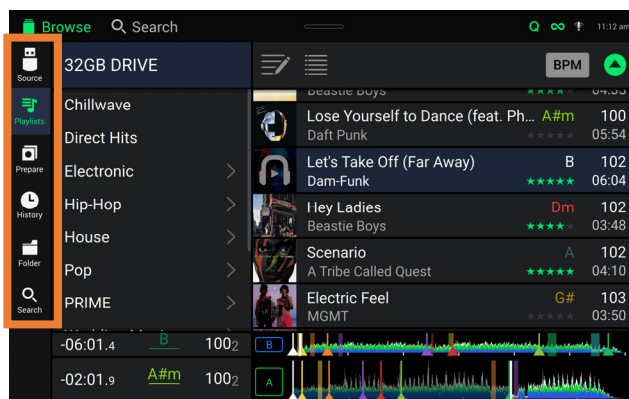 Browse Search Q 11:12 am
Source
Playlists
Prepare
History
Folder
Search
32GB DRIVE
Chillwave
Direct Hits
Electronic
Hip-Hop
House
Pop
PRIME
BPM
Beastie Boys 04:35
Lose Yourself to Dance (feat. Ph... A#m 100
Daft Punk 05:54
Let's Take Off (Far Away) B 102
Dam-Funk 06:04
Hey Ladies Dm 102
Beastie Boys 03:48
Scenario A 102
A Tribe Called Quest 04:10
Electric Feel G# 103
MGMT 03:50
-06:01.4 B 1002 B
-02:01.9 A#m 1002 A